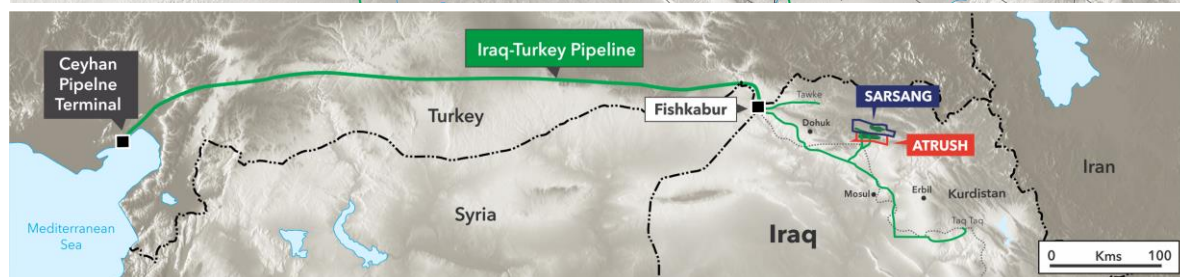 Ceyhan
Pipelne
Terminal
Iraq-Turkey Pipeline
Turkey
Fishkabur
Tawke
SARSANG
Dohuk
ATRUSH
Iran
Mosul
Erbil
Kurdistan
Syria
Taq Taq
Mediterranean
Sea
Iraq
0 Kms 100